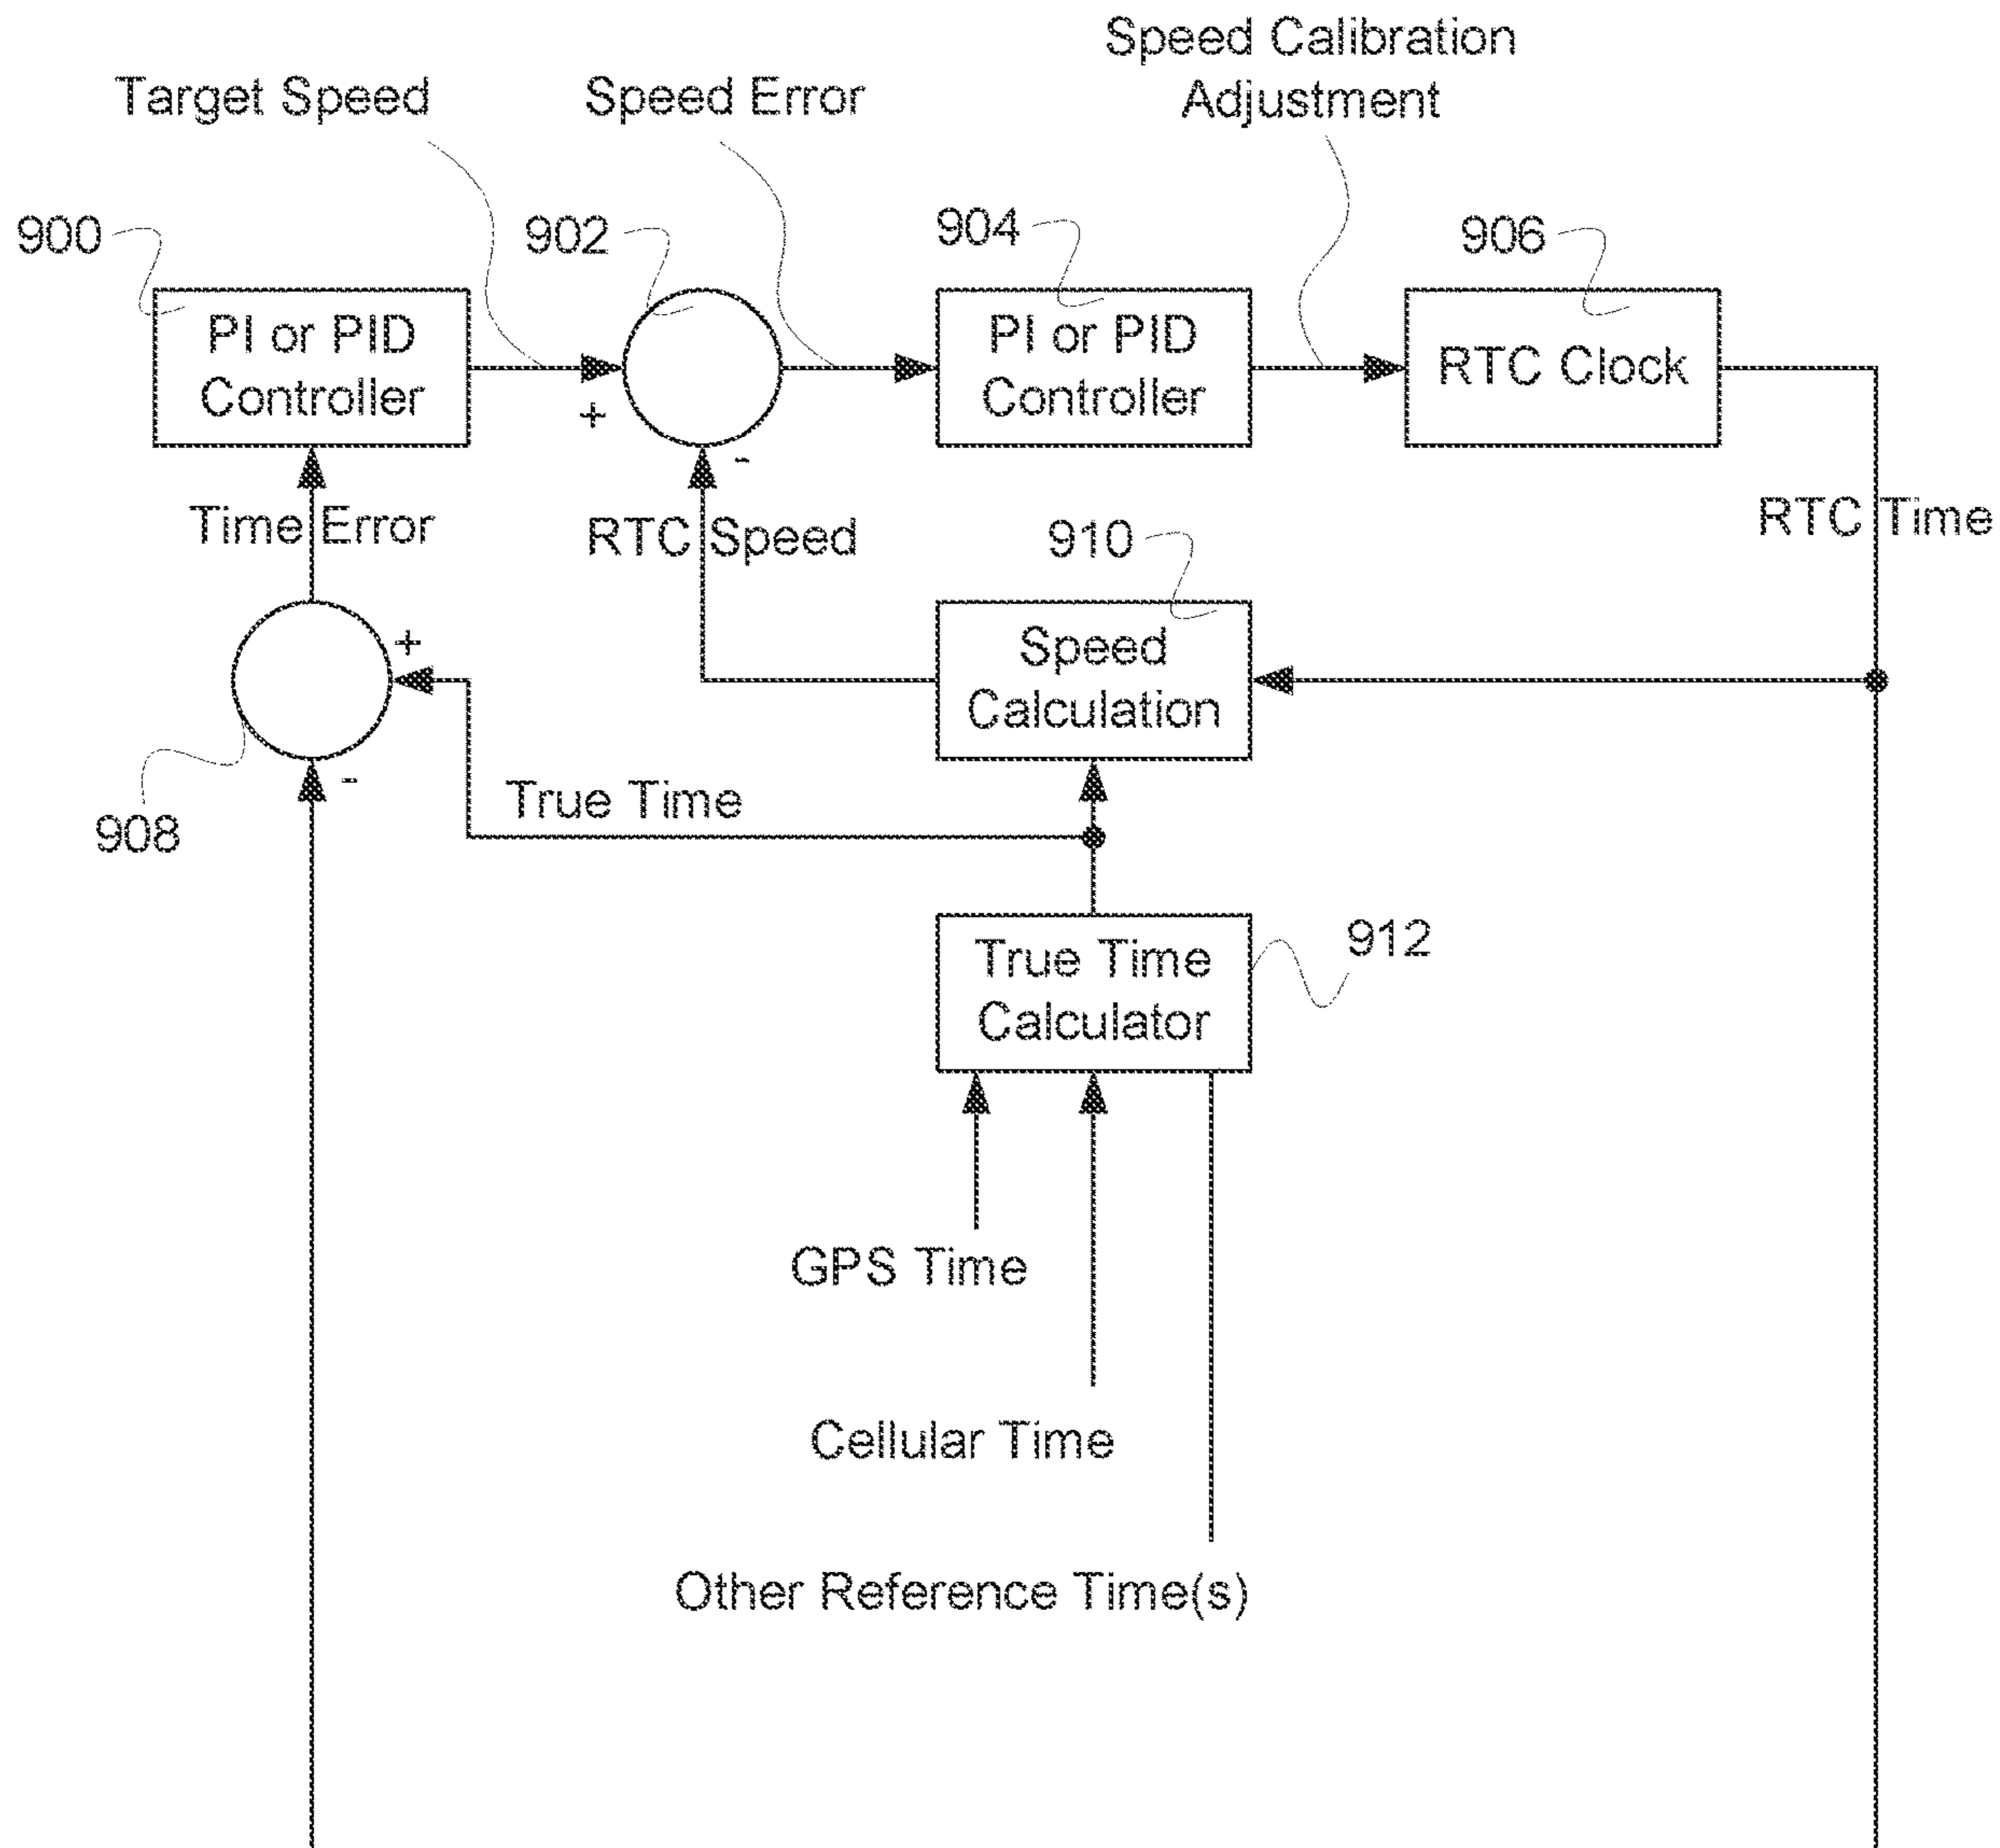 Speed Calibration
Adjustment
Target Speed
Speed Error
900
902
904
906
PI or PID
Controller
PI or PID
Controller
RTC Clock
+
-
Time Error
RTC Speed
910
RTC Time
+
Speed
Calculation
-
True Time
908
912
True Time
Calculator
GPS Time
Cellular Time
Other Reference Time(s)